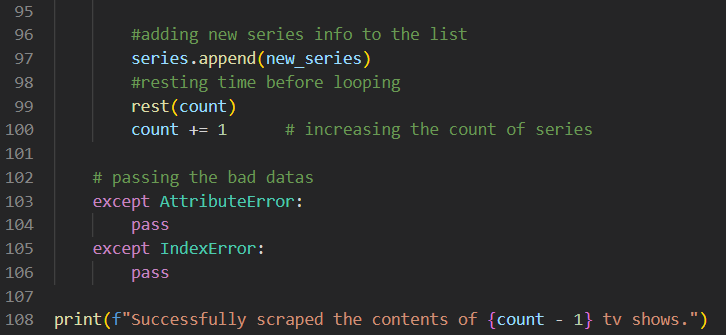 95
96 #adding new series info to the list
97 series.append(new_series)
98 #resting time before looping
99 rest(count)
100 count += 1 # increasing the count of series
101
102 # passing the bad datas
103 except AttributeError:
104 pass
105 except IndexError:
106 pass
107
108 print(f"Successfully scraped the contents of {count - 1} tv shows.")